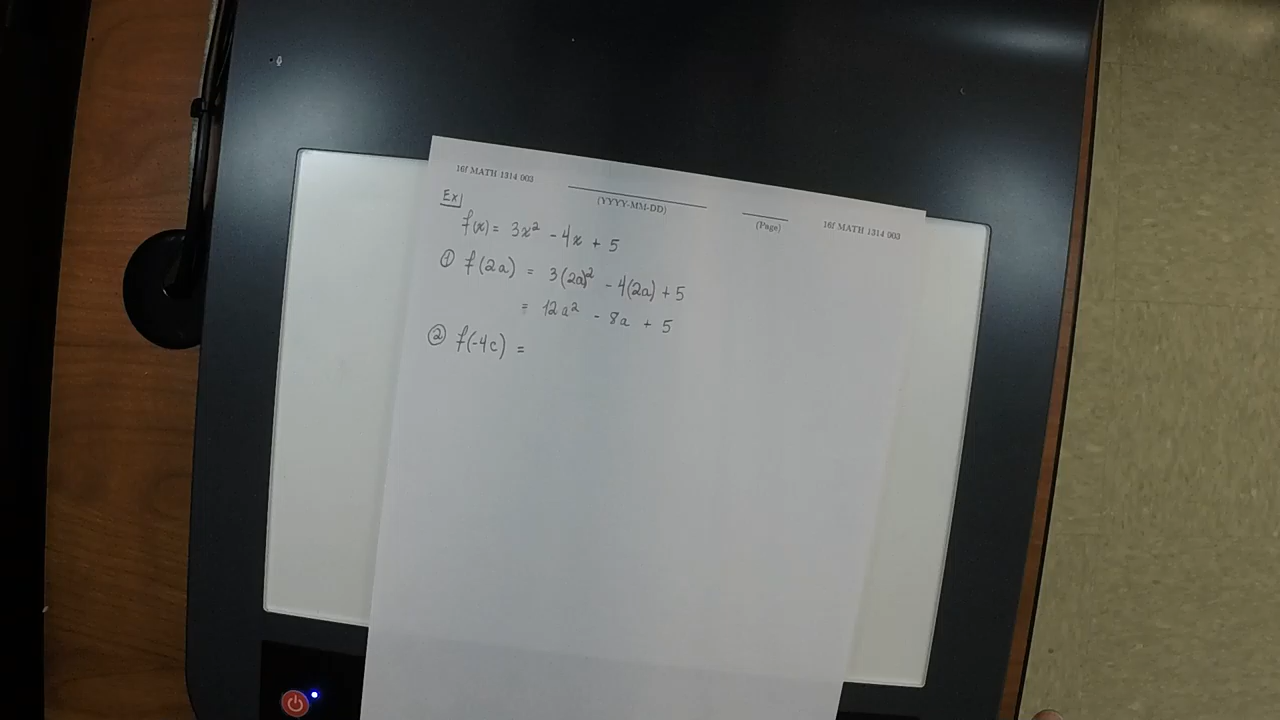 16f MATH 1314 003 (YYYY-MM-DD) (Page) 16f MATH 1314 003
Ex
f(x) = 3x² - 4x + 5
① f(2a) = 3(2a)² - 4(2a) + 5
= 12a² - 8a + 5
② f(-4c) =